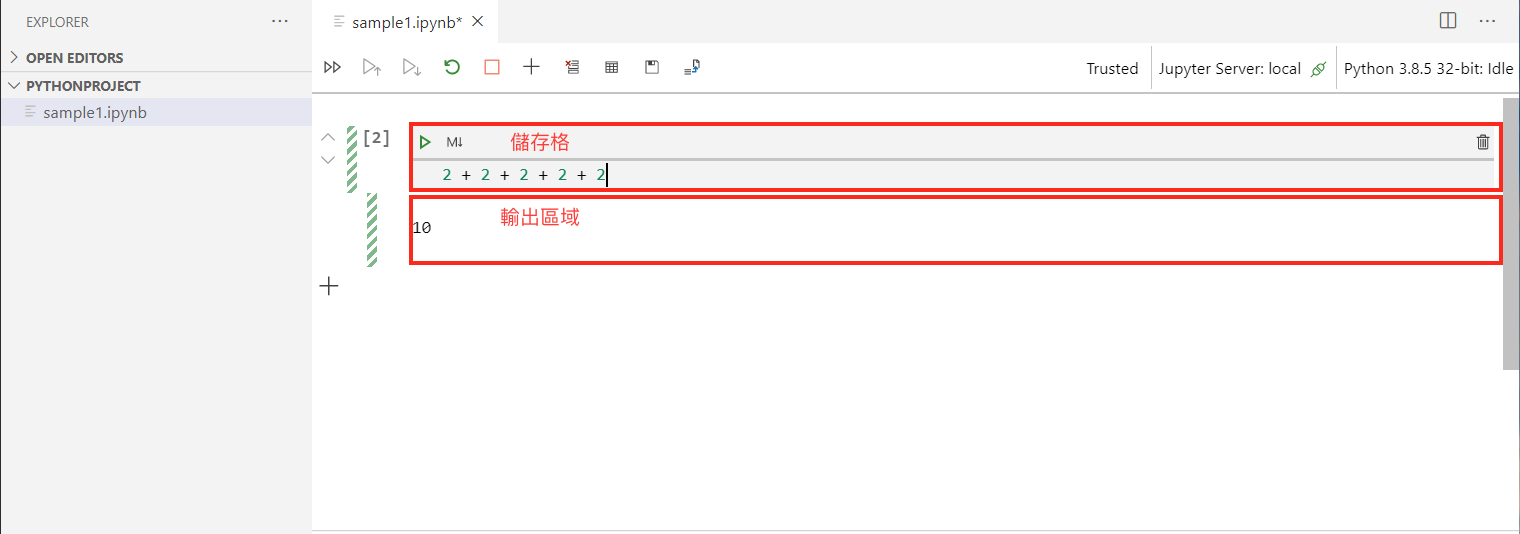 EXPLORER
sample1.ipynb*
OPEN EDITORS
PYTHONPROJECT
sample1.ipynb
Trusted
Jupyter Server: local
Python 3.8.5 32-bit: Idle
[2]
M↓
儲存格
2 + 2 + 2 + 2 + 2
輸出區域
10